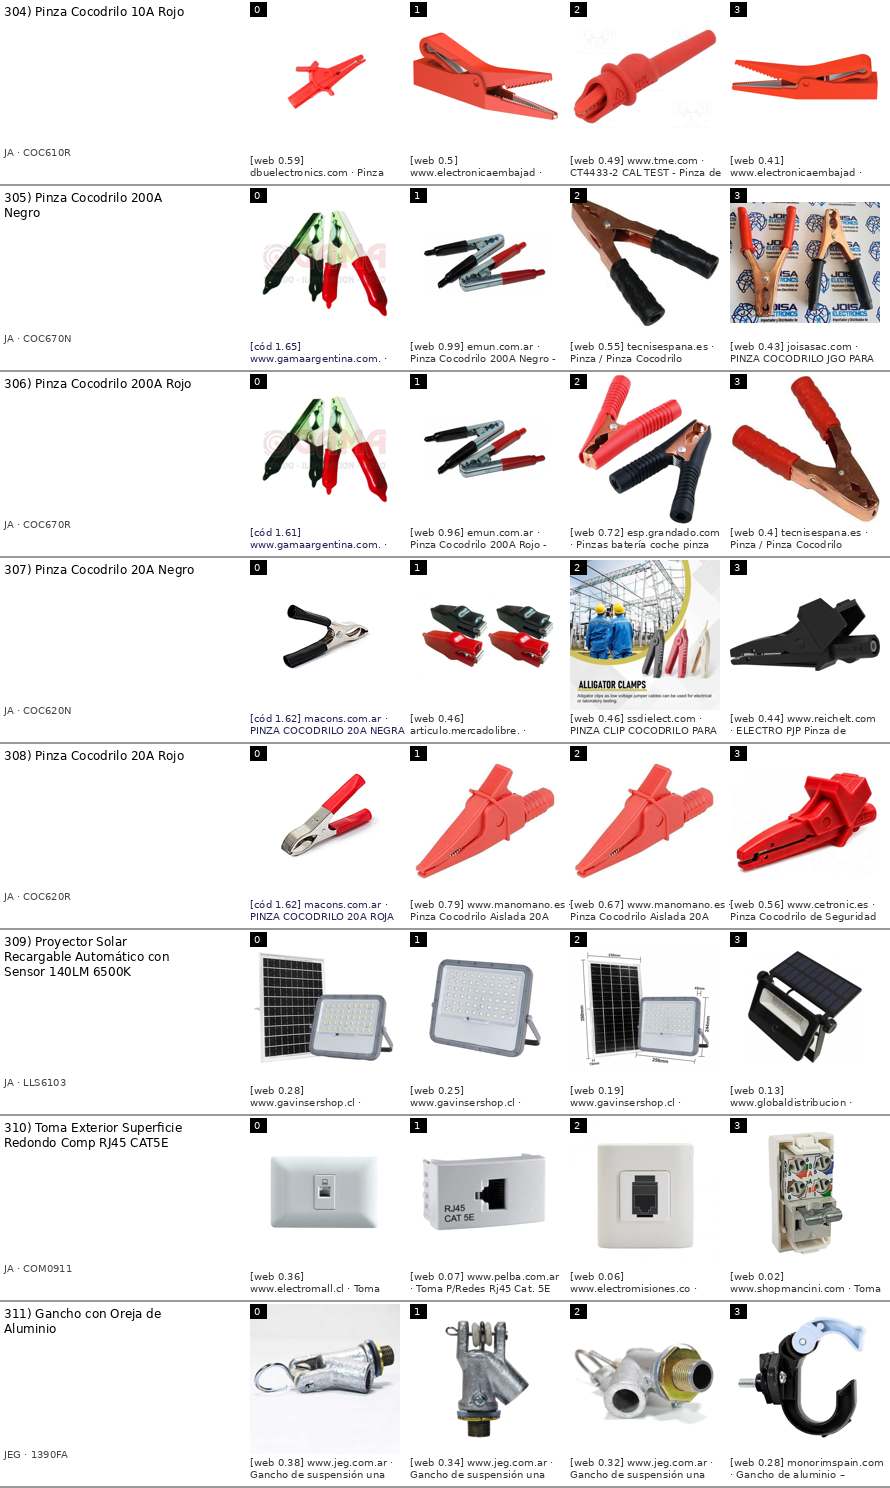 304) Pinza Cocodrilo 10A Rojo
JA · COC610R
0
[web 0.59]
dbuelectronics.com · Pinza
1
[web 0.5]
www.electronicaembajad ·
2
[web 0.49] www.tme.com ·
CT4433-2 CAL TEST - Pinza de
3
[web 0.41]
www.electronicaembajad ·
305) Pinza Cocodrilo 200A
Negro
JA · COC670N
0
[cód 1.65]
www.gamaargentina.com. ·
1
[web 0.99] emun.com.ar ·
Pinza Cocodrilo 200A Negro -
2
[web 0.55] tecnisespana.es ·
Pinza / Pinza Cocodrilo
3
JOISA
ELECTRONICS
[web 0.43] joisasac.com ·
PINZA COCODRILO JGO PARA
306) Pinza Cocodrilo 200A Rojo
JA · COC670R
0
[cód 1.61]
www.gamaargentina.com. ·
1
[web 0.96] emun.com.ar ·
Pinza Cocodrilo 200A Rojo -
2
[web 0.72] esp.grandado.com
· Pinzas batería coche pinza
3
[web 0.4] tecnisespana.es ·
Pinza / Pinza Cocodrilo
307) Pinza Cocodrilo 20A Negro
JA · COC620N
0
[cód 1.62] macons.com.ar ·
PINZA COCODRILO 20A NEGRA
1
[web 0.46]
articulo.mercadolibre. ·
2
ALLIGATOR CLAMPS
Alligator clips as low voltage jumper cables can be used for electrical
or laboratory testing.
[web 0.46] ssdielect.com ·
PINZA CLIP COCODRILO PARA
3
[web 0.44] www.reichelt.com
· ELECTRO PJP Pinza de
308) Pinza Cocodrilo 20A Rojo
JA · COC620R
0
[cód 1.62] macons.com.ar ·
PINZA COCODRILO 20A ROJA
1
[web 0.79] www.manomano.es ·
Pinza Cocodrilo Aislada 20A
2
[web 0.67] www.manomano.es ·
Pinza Cocodrilo Aislada 20A
3
[web 0.56] www.cetronic.es ·
Pinza Cocodrilo de Seguridad
309) Proyector Solar
Recargable Automático con
Sensor 140LM 6500K
JA · LLS6103
0
[web 0.28]
www.gavinsershop.cl ·
1
[web 0.25]
www.gavinsershop.cl ·
2
[web 0.19]
www.gavinsershop.cl ·
3
[web 0.13]
www.globaldistribucion ·
310) Toma Exterior Superficie
Redondo Comp RJ45 CAT5E
JA · COM0911
0
[web 0.36]
www.electromall.cl · Toma
1
RJ45
CAT 5E
[web 0.07] www.pelba.com.ar
· Toma P/Redes Rj45 Cat. 5E
2
[web 0.06]
www.electromisiones.co ·
3
[web 0.02]
www.shopmancini.com · Toma
311) Gancho con Oreja de
Aluminio
JEG · 1390FA
0
[web 0.38] www.jeg.com.ar ·
Gancho de suspensión una
1
[web 0.34] www.jeg.com.ar ·
Gancho de suspensión una
2
[web 0.32] www.jeg.com.ar ·
Gancho de suspensión una
3
[web 0.28] monorimspain.com
· Gancho de aluminio –